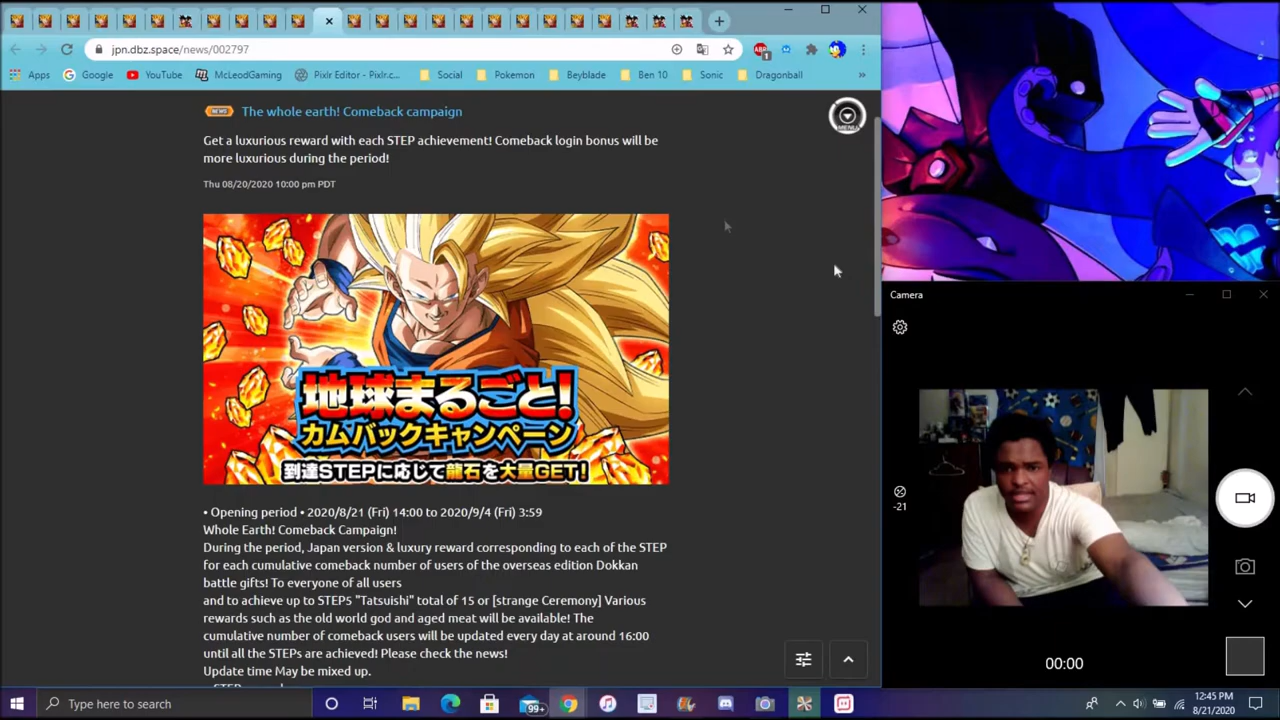 jpn.dbz.space/news/002797
ABP
1
Apps
Google
YouTube
McLeodGaming
Pixlr Editor - Pixlr.c...
Social
Pokemon
Beyblade
Ben 10
Sonic
Dragonball
»
NEWS
The whole earth! Comeback campaign
MENU
Get a luxurious reward with each STEP achievement! Comeback login bonus will be
more luxurious during the period!
Thu 08/20/2020 10:00 pm PDT
地球まるごと!
カムバックキャンペーン
到達STEPに応じて龍石を大量GET!
• Opening period • 2020/8/21 (Fri) 14:00 to 2020/9/4 (Fri) 3:59
Whole Earth! Comeback Campaign!
During the period, Japan version & luxury reward corresponding to each of the STEP
for each cumulative comeback number of users of the overseas edition Dokkan
battle gifts! To everyone of all users
and to achieve up to STEP5 "Tatsuishi" total of 15 or [strange Ceremony] Various
rewards such as the old world god and aged meat will be available! The
cumulative number of comeback users will be updated every day at around 16:00
until all the STEPs are achieved! Please check the news!
Update time May be mixed up.
Camera
-21
00:00
Type here to search
99+
12:45 PM
8/21/2020